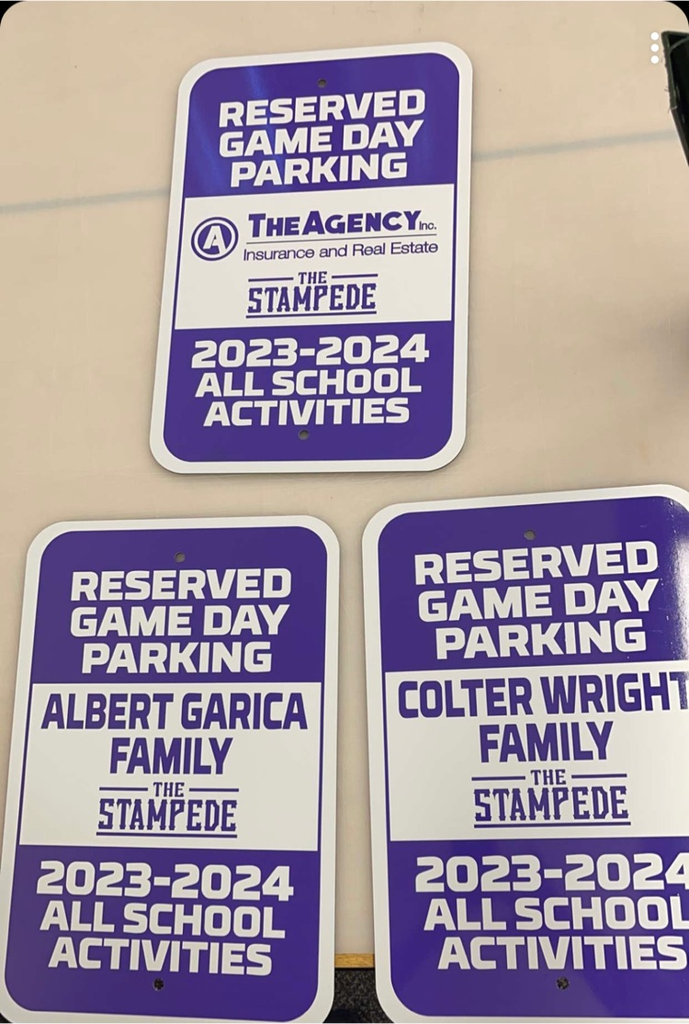 RESERVED
GAME DAY
PARKING
A THEAGENCY Inc.
Insurance and Real Estate
THE
STAMPEDE
2023-2024
ALL SCHOOL
ACTIVITIES
RESERVED
GAME DAY
PARKING
ALBERT GARICA
FAMILY
THE
STAMPEDE
2023-2024
ALL SCHOOL
ACTIVITIES
RESERVED
GAME DAY
PARKING
COLTER WRIGHT
FAMILY
THE
STAMPEDE
2023-2024
ALL SCHOOL
ACTIVITIES